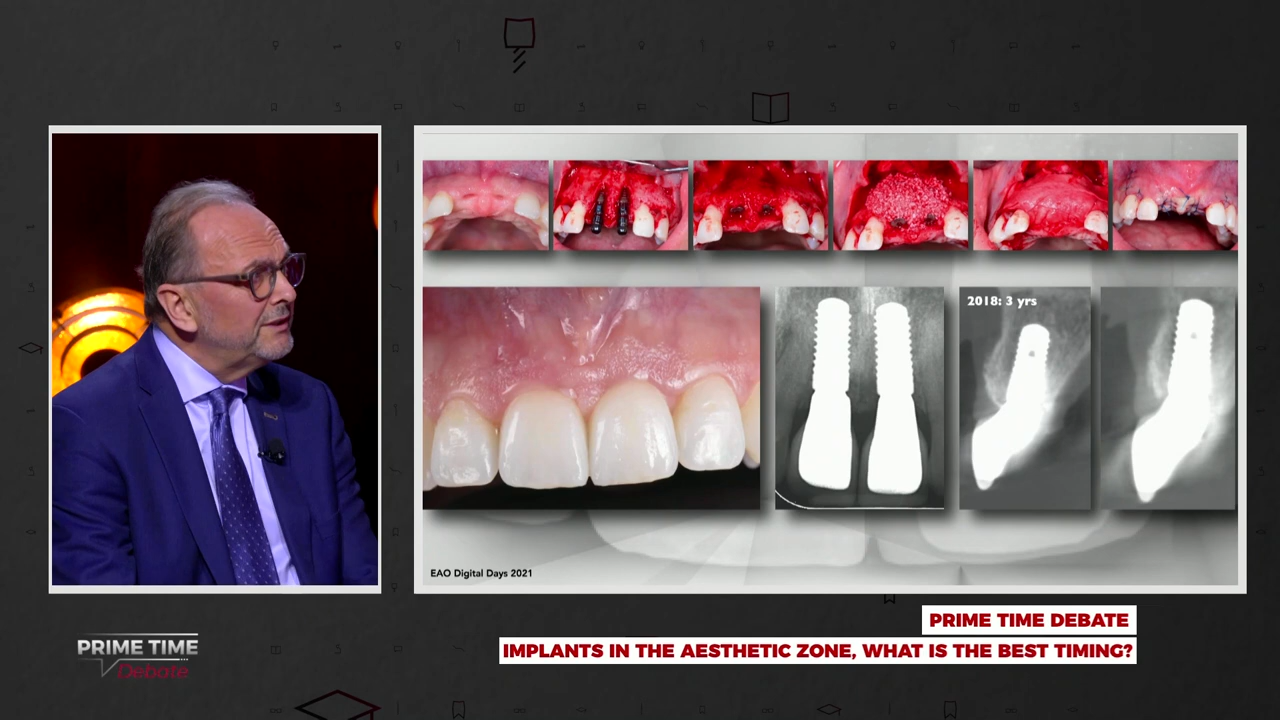 2018: 3 yrs
EAO Digital Days 2021
PRIME TIME DEBATE
IMPLANTS IN THE AESTHETIC ZONE, WHAT IS THE BEST TIMING?
PRIME TIME
Debate